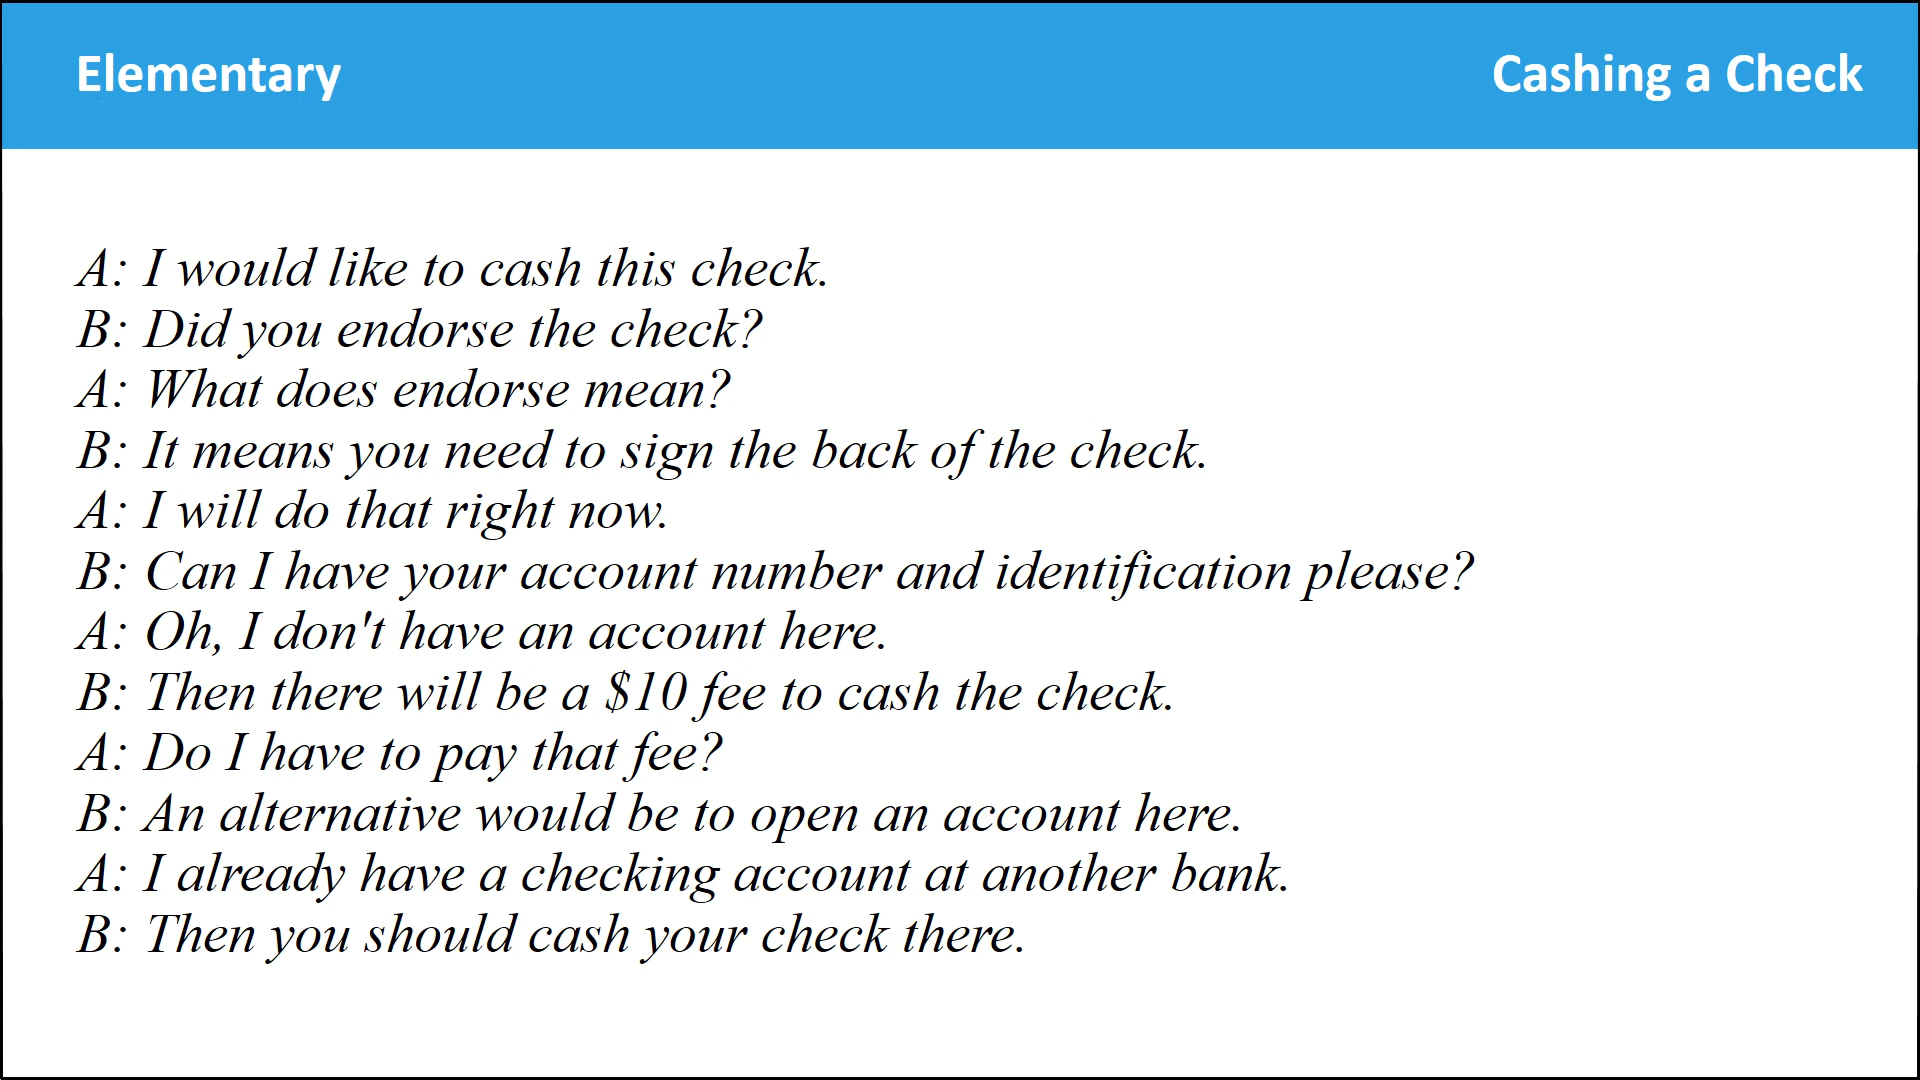 Elementary
Cashing a Check
A: I would like to cash this check.
B: Did you endorse the check?
A: What does endorse mean?
B: It means you need to sign the back of the check.
A: I will do that right now.
B: Can I have your account number and identification please?
A: Oh, I don't have an account here.
B: Then there will be a $10 fee to cash the check.
A: Do I have to pay that fee?
B: An alternative would be to open an account here.
A: I already have a checking account at another bank.
B: Then you should cash your check there.